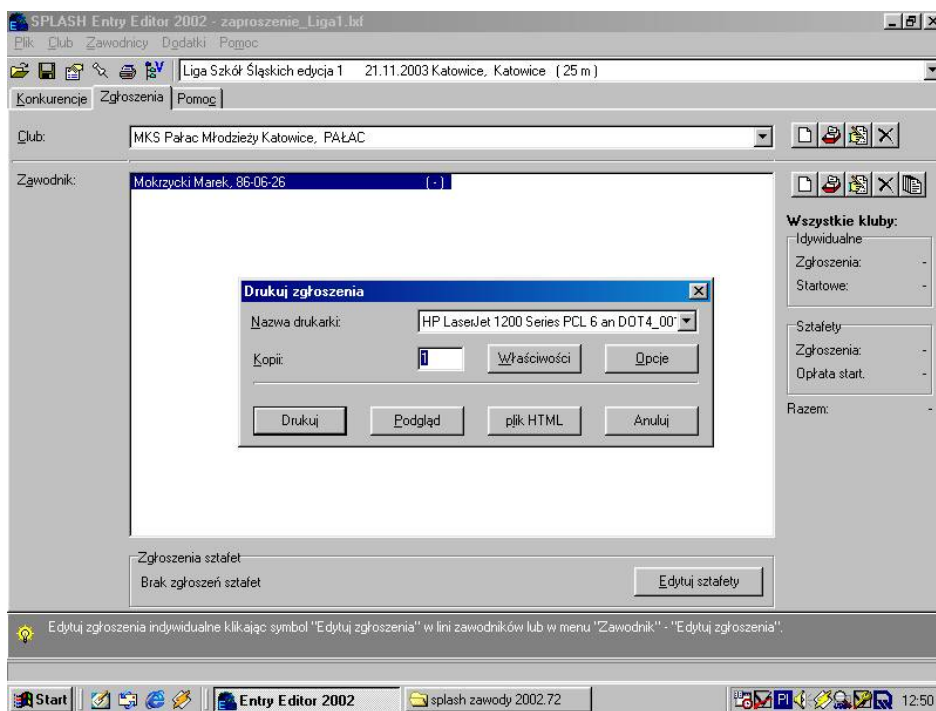 SPLASH Entry Editor 2002 - zaproszenie_Liga1.lxf
Plik Club Zawodnicy Dodatki Pomoc
Liga Szkół Śląskich edycja 1 21.11.2003 Katowice, Katowice ( 25 m )
Konkurencje Zgłoszenia Pomoc
Club: MKS Pałac Młodzieży Katowice, PAŁAC
Zawodnik: Mokrzycki Marek, 86-06-26 ( - )
Wszystkie kluby:
Idywidualne
Zgłoszenia: -
Startowe: -
Sztafety
Zgłoszenia: -
Opłata start. -
Razem: -
Drukuj zgłoszenia
Nazwa drukarki: HP LaserJet 1200 Series PCL 6 an DOT4_00
Kopii: 1 Właściwości Opcje
Drukuj Podgląd plik HTML Anuluj
Zgłoszenia sztafet
Brak zgłoszeń sztafet Edytuj sztafety
Edytuj zgłoszenia indywidualne klikając symbol "Edytuj zgłoszenia" w lini zawodników lub w menu "Zawodnik" - "Edytuj zgłoszenia".
Start Entry Editor 2002 splash zawody 2002.72 Pl 12:50